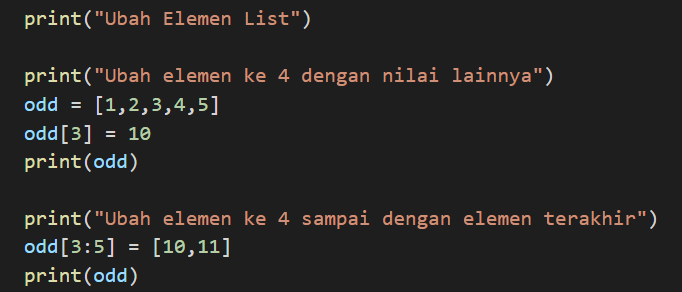 print("Ubah Elemen List")
print("Ubah elemen ke 4 dengan nilai lainnya")
odd = [1,2,3,4,5]
odd[3] = 10
print(odd)
print("Ubah elemen ke 4 sampai dengan elemen terakhir")
odd[3:5] = [10,11]
print(odd)